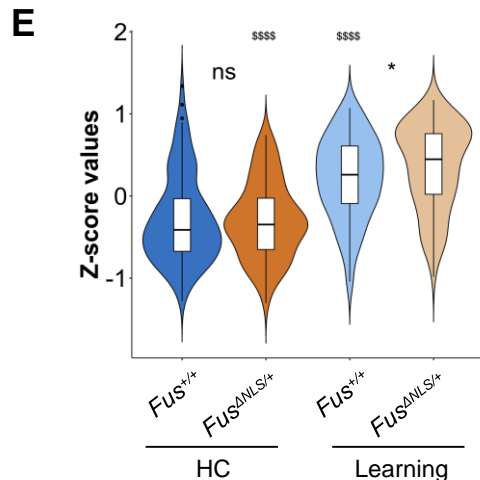 E
Z-score values
2
1
0
-1
$$$$ $$$$
ns *
Fus+/+ FusΔNLS/+ Fus+/+ FusΔNLS/+
HC Learning